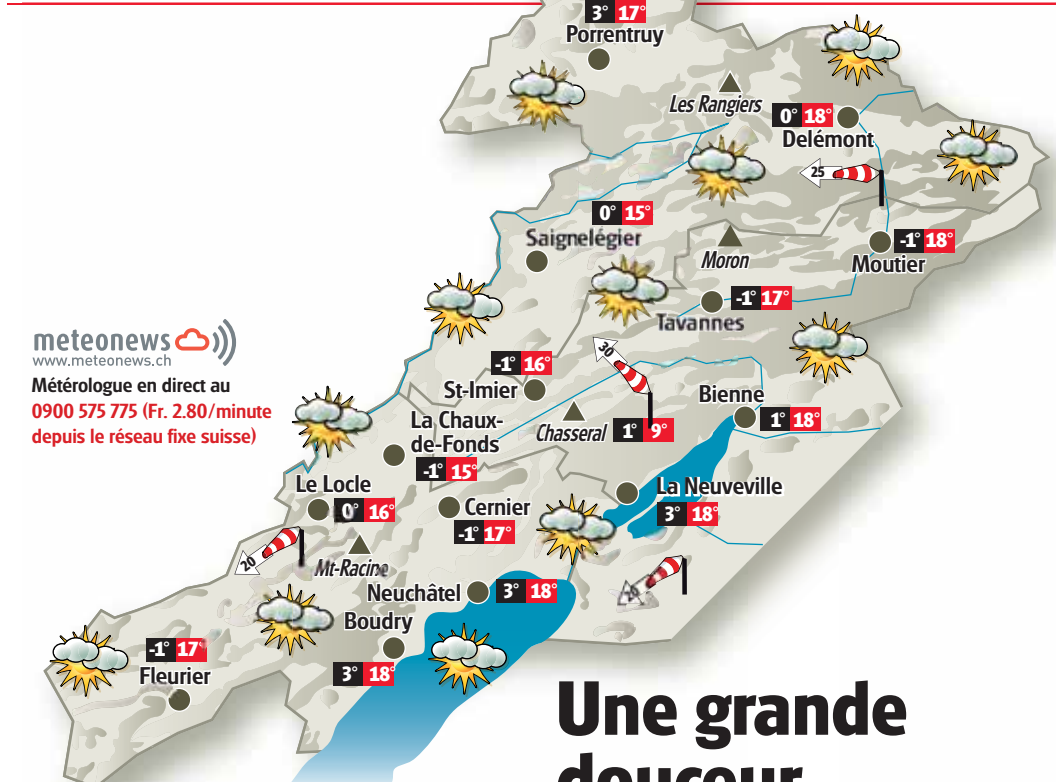 3° 17°
Porrentruy
Les Rangiers
0° 18°
Delémont
25
0° 15°
Saignelégier
Moron
-1° 18°
Moutier
-1° 17°
Tavannes
meteonews
www.meteonews.ch
Météorologue en direct au
0900 575 775 (Fr. 2.80/minute
depuis le réseau fixe suisse)
30
-1° 16°
St-Imier
Bienne
1° 18°
La Chaux-
de-Fonds
-1° 15°
Chasseral
1° 9°
Le Locle
0° 16°
Cernier
-1° 17°
La Neuveville
3° 18°
20
Mt-Racine
Neuchâtel
3° 18°
20
Boudry
3° 18°
-1° 17°
Fleurier
Une grande
douceur